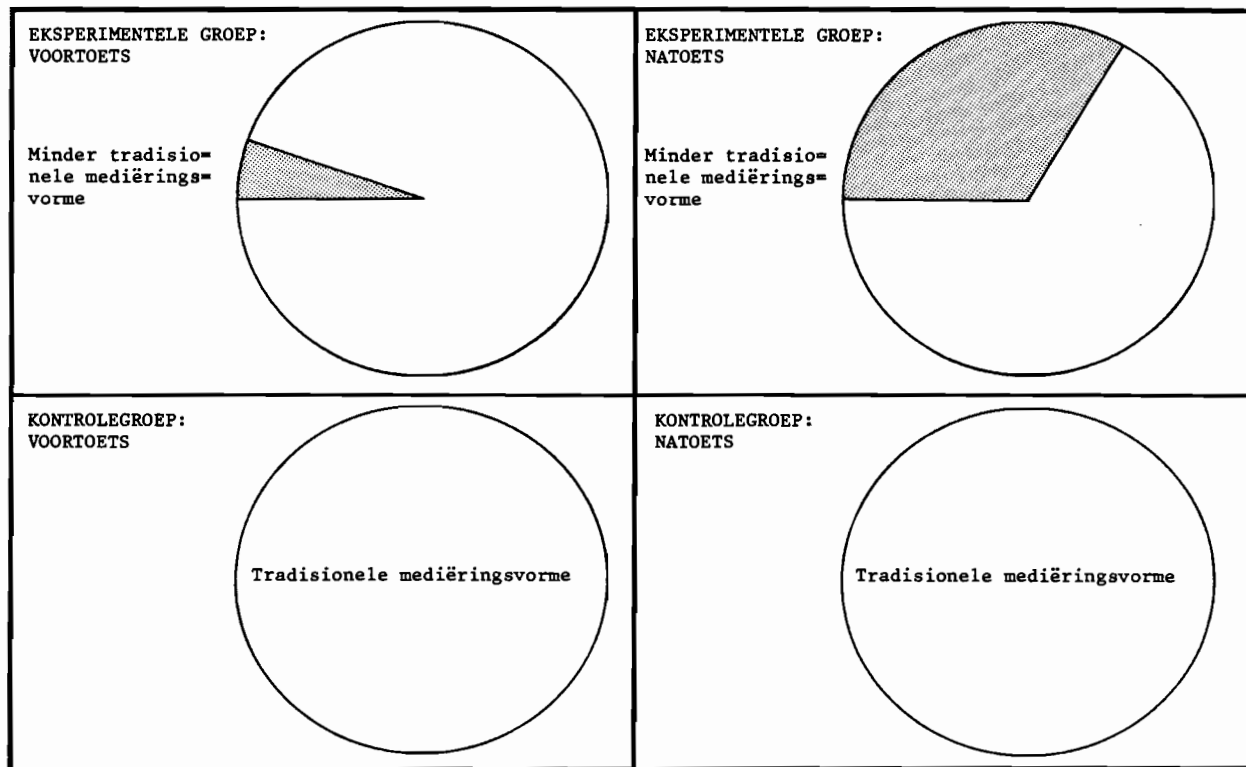 EKSPERIMENTELE GROEP:
VOORTOETS
Minder tradisio=
nele mediërings=
vorme
EKSPERIMENTELE GROEP:
NATOETS
Minder tradisio=
nele mediërings=
vorme
KONTROLEGROEP:
VOORTOETS
Tradisionele mediëringsvorme
KONTROLEGROEP:
NATOETS
Tradisionele mediëringsvorme